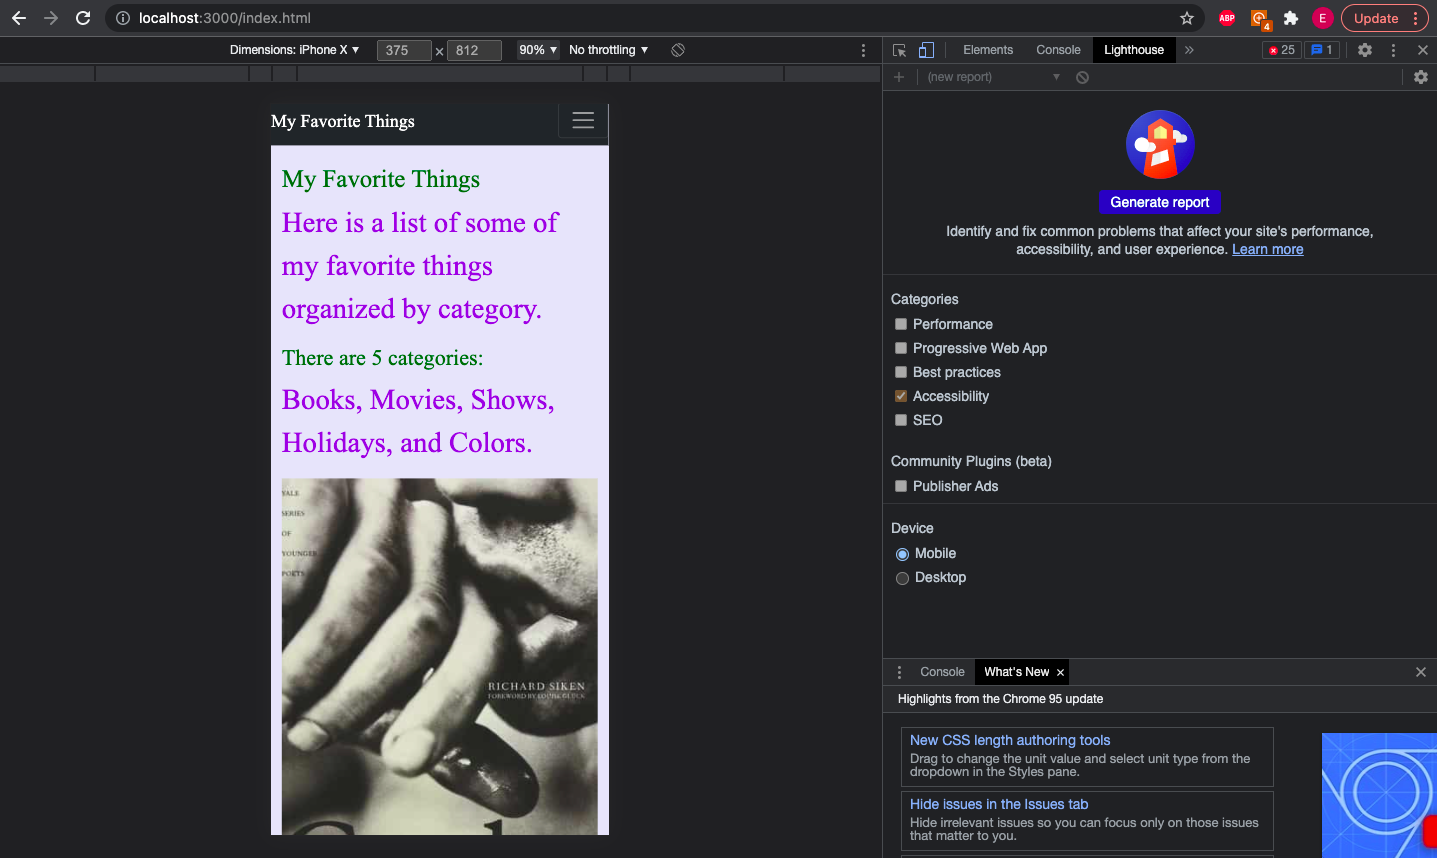 localhost:3000/index.html
ABP
4
E
Update
Dimensions: iPhone X ▼
375 × 812
90% ▼
No throttling ▼
Elements
Console
Lighthouse
»
25
1
(new report)
My Favorite Things
My Favorite Things
Here is a list of some of
my favorite things
organized by category.
There are 5 categories:
Books, Movies, Shows,
Holidays, and Colors.
YALE
SERIES
OF
YOUNGER
POETS
RICHARD SIKEN
FOREWORD BY LOUISE GLÜCK
Generate report
Identify and fix common problems that affect your site's performance,
accessibility, and user experience. Learn more
Categories
Performance
Progressive Web App
Best practices
Accessibility
SEO
Community Plugins (beta)
Publisher Ads
Device
Mobile
Desktop
Console
What's New
Highlights from the Chrome 95 update
New CSS length authoring tools
Drag to change the unit value and select unit type from the
dropdown in the Styles pane.
Hide issues in the Issues tab
Hide irrelevant issues so you can focus only on those issues
that matter to you.